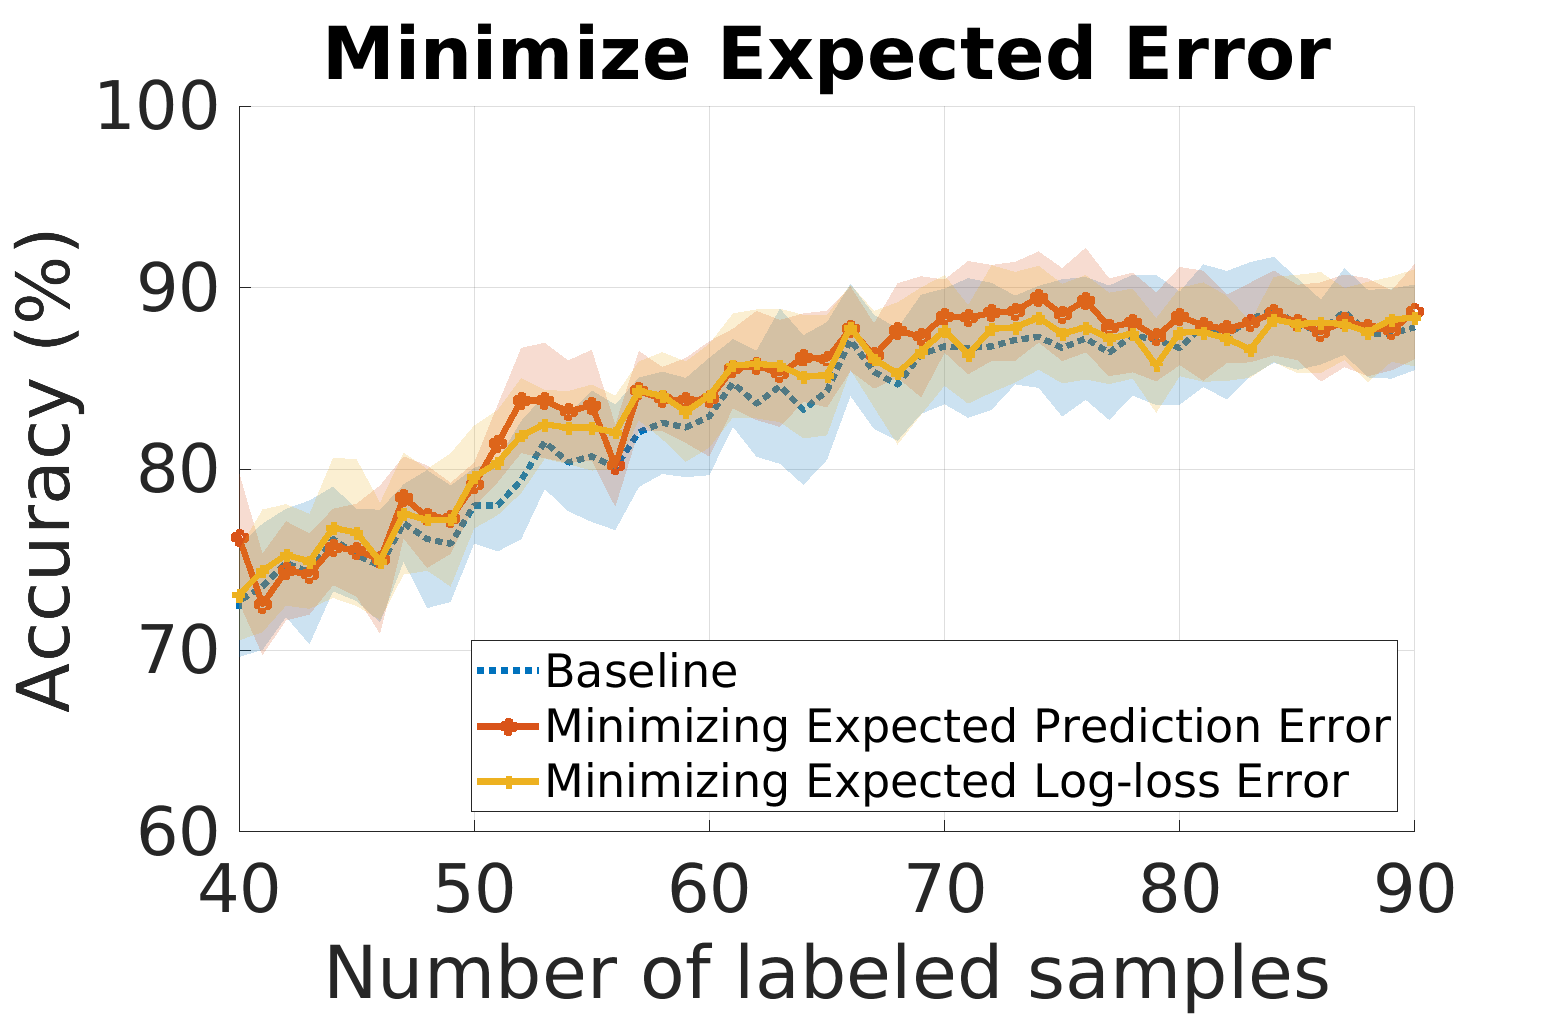 Minimize Expected Error
100
90
80
70
60
Accuracy (%)
Baseline
Minimizing Expected Prediction Error
Minimizing Expected Log-loss Error
40 50 60 70 80 90
Number of labeled samples